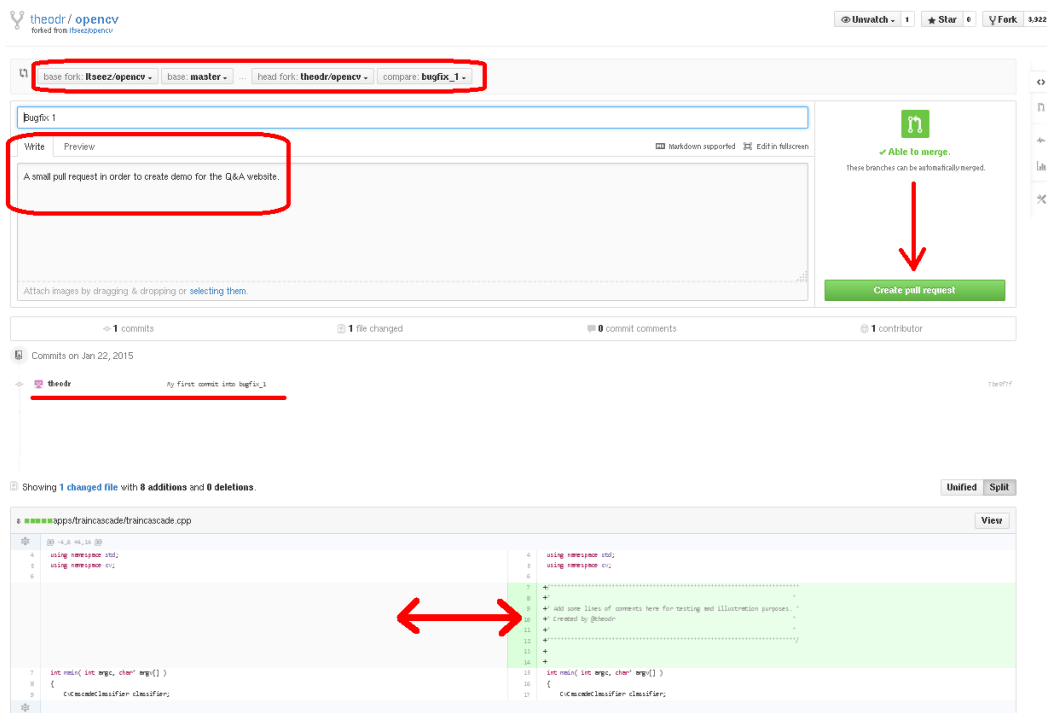 theodr / opencv
forked from Itseez/opencv
Unwatch 1 Star 0 Fork 3,922
base fork: Itseez/opencv base: master ... head fork: theodr/opencv compare: bugfix_1
Bugfix 1
Write Preview Markdown supported Edit in fullscreen
A small pull request in order to create demo for the Q&A website.
Attach images by dragging & dropping or selecting them.
Able to merge.
These branches can be automatically merged.
Create pull request
1 commits 1 file changed 0 commit comments 1 contributor
Commits on Jan 22, 2015
theodr My first commit into bugfix_1
Showing 1 changed file with 8 additions and 0 deletions.
Unified Split
8 apps/traincascade/traincascade.cpp View
4 using namespace std; 4 using namespace std;
5 using namespace cv; 5 using namespace cv;
6 6
7 +/**********************************************************************
8 +* *
9 +* Add some lines of comments here for testing and illustration purposes. *
10 +* Created by @theodr *
11 +* *
12 +***********************************************************************/
13 +
14 +
7 int main( int argc, char* argv[] ) 15 int main( int argc, char* argv[] )
8 { 16 {
9 CvCascadeClassifier classifier; 17 CvCascadeClassifier classifier;